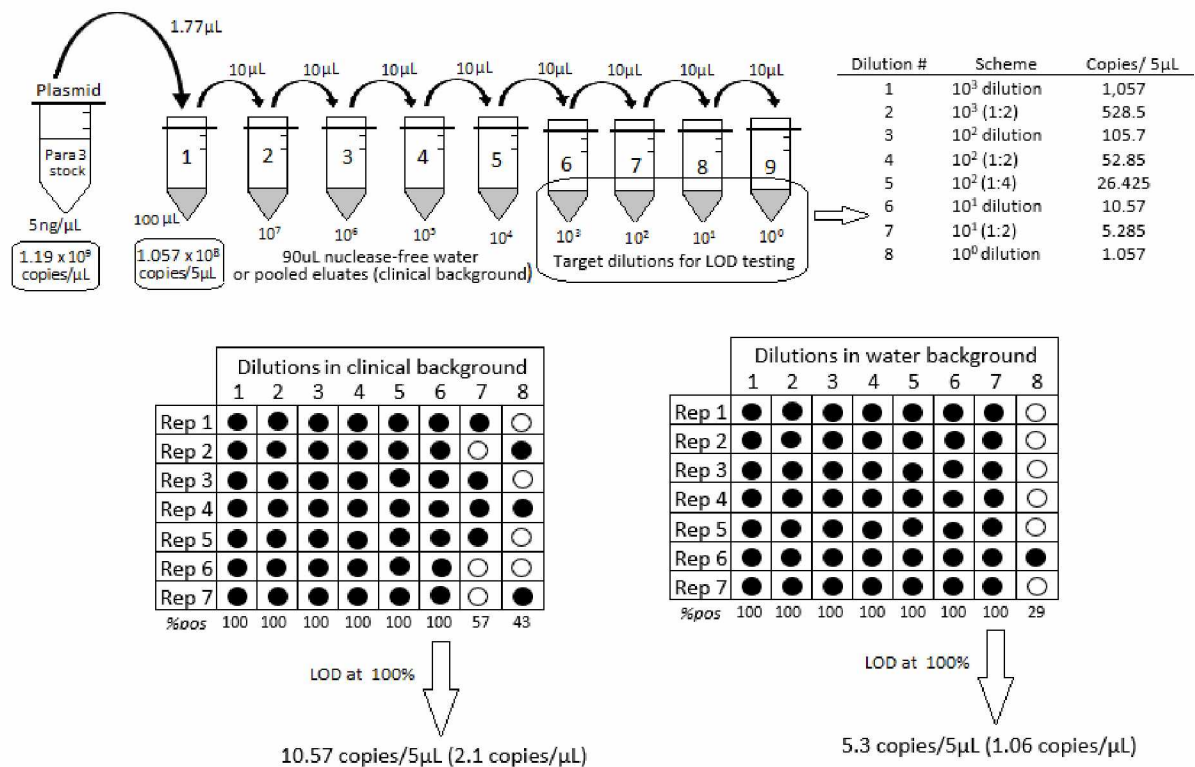 1.77µL
10µL 10µL 10µL 10µL 10µL 10µL 10µL 10µL
Plasmid
Para 3
stock
1 2 3 4 5 6 7 8 9
5ng/µL
100 µL
10⁷ 10⁶ 10⁵ 10⁴ 10³ 10² 10¹ 10⁰
1.19 x 10⁹
copies/µL
1.057 x 10⁸
copies/5µL
90uL nuclease-free water
or pooled eluates (clinical background)
Target dilutions for LOD testing
Dilution # Scheme Copies/ 5µL
1 10³ dilution 1,057
2 10³ (1:2) 528.5
3 10² dilution 105.7
4 10² (1:2) 52.85
5 10² (1:4) 26.425
6 10¹ dilution 10.57
7 10¹ (1:2) 5.285
8 10⁰ dilution 1.057
Dilutions in clinical background
1 2 3 4 5 6 7 8
Rep 1
Rep 2
Rep 3
Rep 4
Rep 5
Rep 6
Rep 7
%pos 100 100 100 100 100 100 57 43
LOD at 100%
10.57 copies/5µL (2.1 copies/µL)
Dilutions in water background
1 2 3 4 5 6 7 8
Rep 1
Rep 2
Rep 3
Rep 4
Rep 5
Rep 6
Rep 7
%pos 100 100 100 100 100 100 100 29
LOD at 100%
5.3 copies/5µL (1.06 copies/µL)